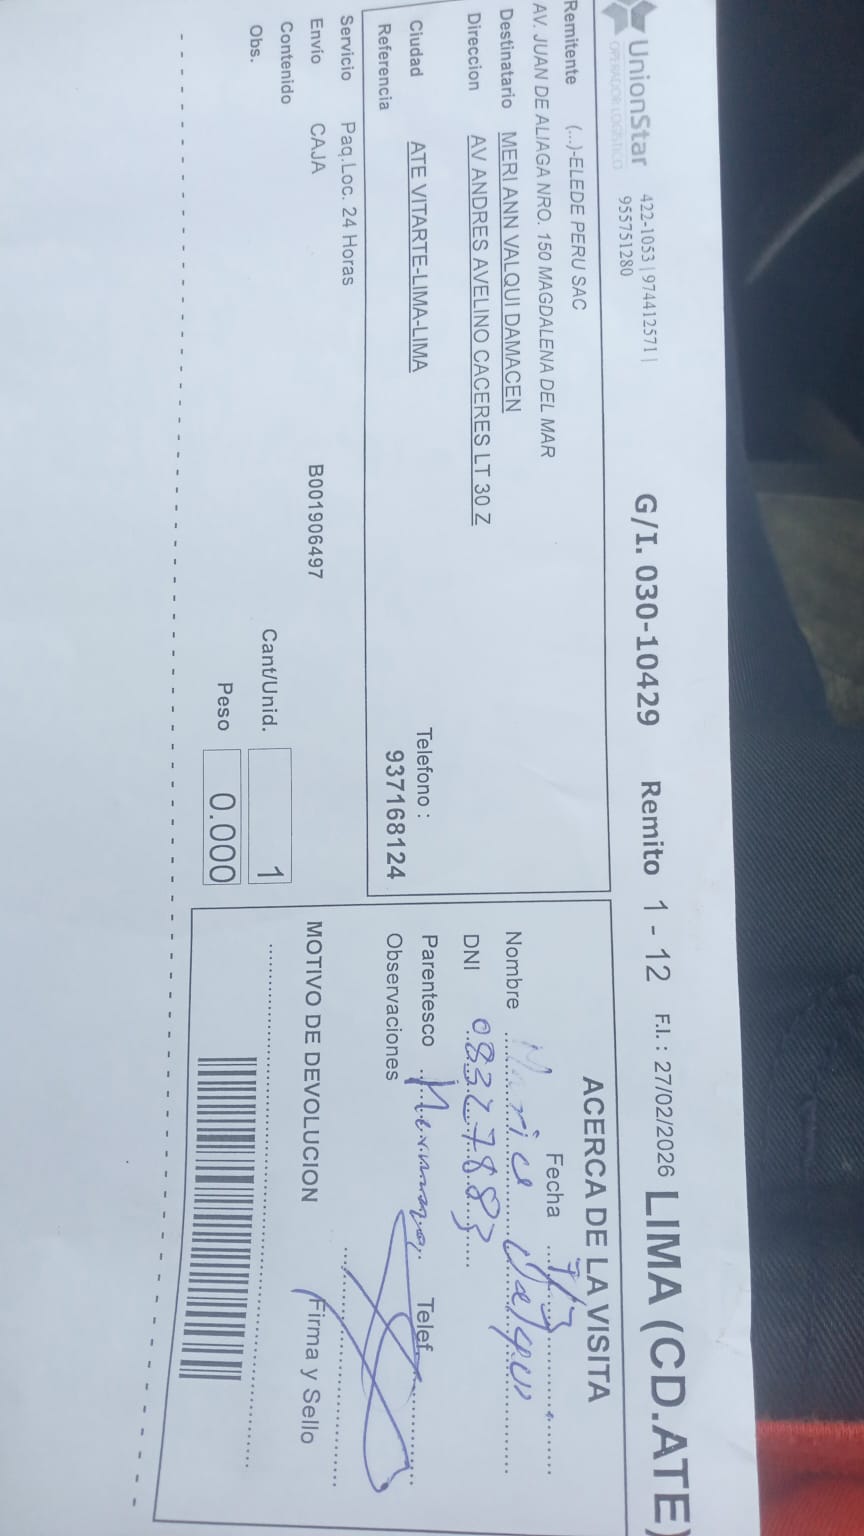 UnionStar
OPERADOR LOGISTICO
422-1053 | 974412571 |
955751280
G/I. 030-10429 Remito 1 - 12 F.I. : 27/02/2026 LIMA (CD.ATE)
Remitente (...)-ELEDE PERU SAC
AV. JUAN DE ALIAGA NRO. 150 MAGDALENA DEL MAR
Destinatario MERI ANN VALQUI DAMACEN
Direccion AV ANDRES AVELINO CACERES LT 30 Z
Ciudad ATE VITARTE-LIMA-LIMA
Telefono :
Referencia
937168124
Servicio Paq.Loc. 24 Horas
Envío CAJA B001906497
Contenido
Cant/Unid. 1
Obs.
Peso 0.000
ACERCA DE LA VISITA
Fecha
Nombre Valqui
DNI
Parentesco Telef
Observaciones
Firma y Sello
MOTIVO DE DEVOLUCION